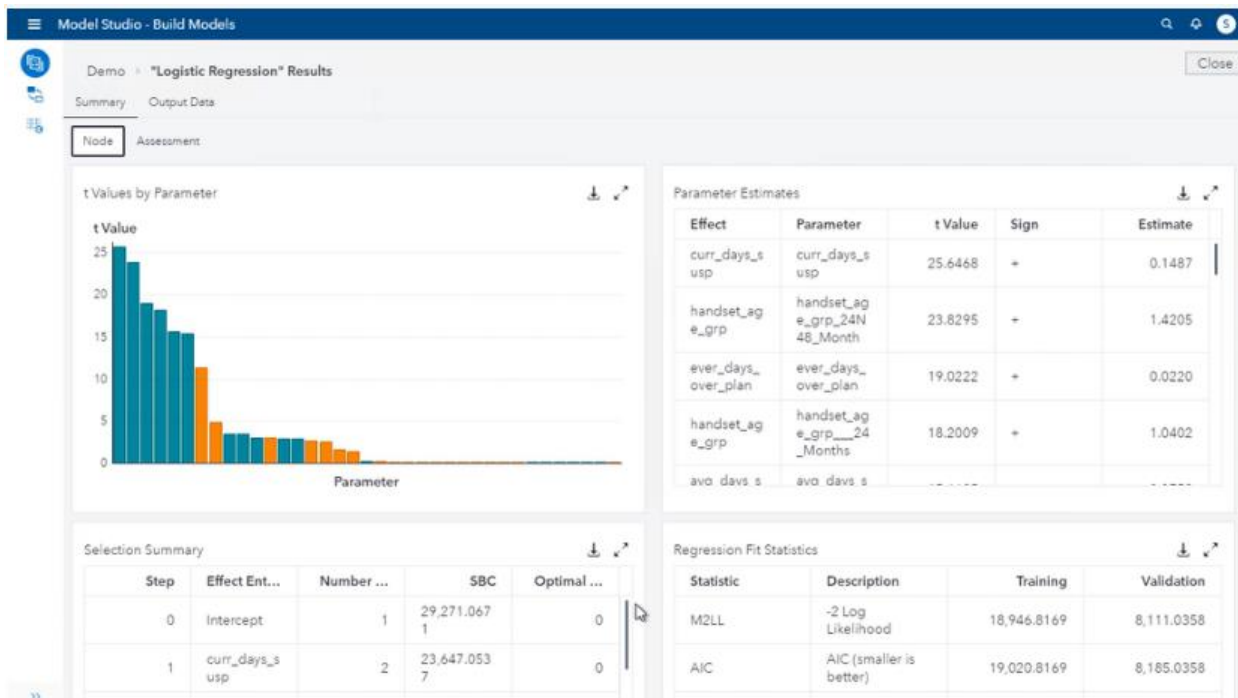 Model Studio - Build Models
S
Demo "Logistic Regression" Results
Close
Summary Output Data
Node Assessment
t Values by Parameter
t Value
25
20
15
10
5
0
Parameter
Parameter Estimates
Effect Parameter t Value Sign Estimate
curr_days_s curr_days_s
usp usp 25.6468 + 0.1487
handset_ag handset_ag
e_grp e_grp_24N 23.8295 + 1.4205
48_Month
ever_days_ ever_days_
over_plan over_plan 19.0222 + 0.0220
handset_ag handset_ag
e_grp e_grp___24 18.2009 + 1.0402
_Months
avg_days_s avg_days_s
Selection Summary
Step Effect Ent... Number ... SBC Optimal ...
0 Intercept 1 29,271.067 0
1
1 curr_days_s 2 23,647.053 0
usp 7
Regression Fit Statistics
Statistic Description Training Validation
M2LL -2 Log 18,946.8169 8,111.0358
Likelihood
AIC AIC (smaller is 19,020.8169 8,185.0358
better)